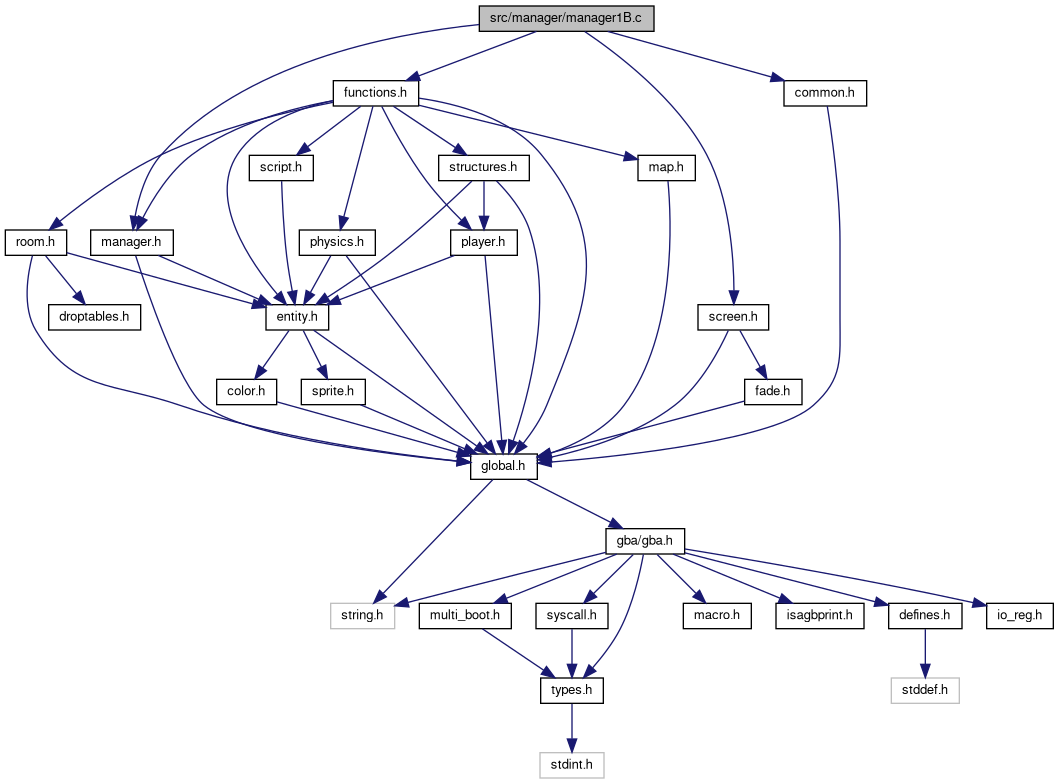 src/manager/manager1B.c
functions.h
common.h
script.h
structures.h
map.h
room.h
manager.h
physics.h
player.h
droptables.h
entity.h
screen.h
color.h
sprite.h
fade.h
global.h
gba/gba.h
string.h
multi_boot.h
syscall.h
macro.h
isagbprint.h
defines.h
io_reg.h
types.h
stddef.h
stdint.h